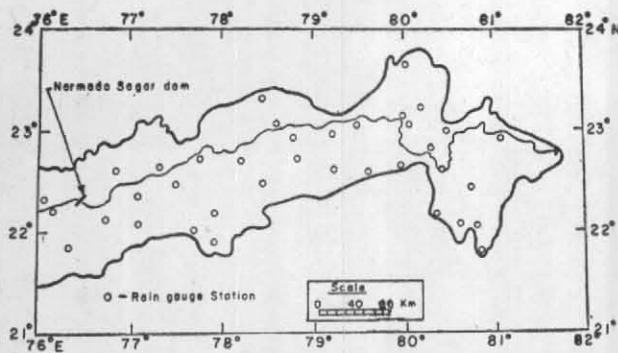 76°E 77° 78° 79° 80° 81° 82°
24° 24°N
Narmada Sagar dam
23° 23°
22° 22°
O - Rain gauge Station
Scale
0 40 80 Km
21° 21°
76°E 77° 78° 79° 80° 81° 82°